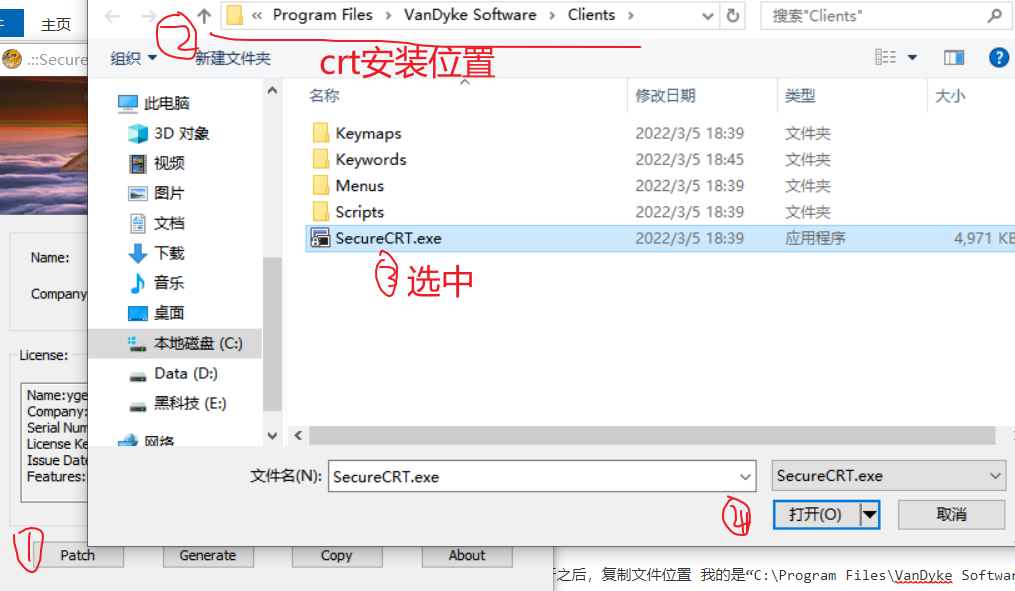 主页
« Program Files › VanDyke Software › Clients ›
搜索"Clients"
②
.::Secure
组织
新建文件夹
crt安装位置
名称
修改日期
类型
大小
此电脑
3D 对象
视频
图片
文档
下载
音乐
桌面
本地磁盘 (C:)
Data (D:)
黑科技 (E:)
网络
Keymaps 2022/3/5 18:39 文件夹
Keywords 2022/3/5 18:45 文件夹
Menus 2022/3/5 18:39 文件夹
Scripts 2022/3/5 18:39 文件夹
SecureCRT.exe 2022/3/5 18:39 应用程序 4,971 KB
③ 选中
Name:
Company
License:
Name:yge
Company:
Serial Num
License Ke
Issue Date
Features:
文件名(N): SecureCRT.exe
SecureCRT.exe
④
打开(O)
取消
①
Patch
Generate
Copy
About
之后，复制文件位置 我的是“C:\Program Files\VanDyke Softwar